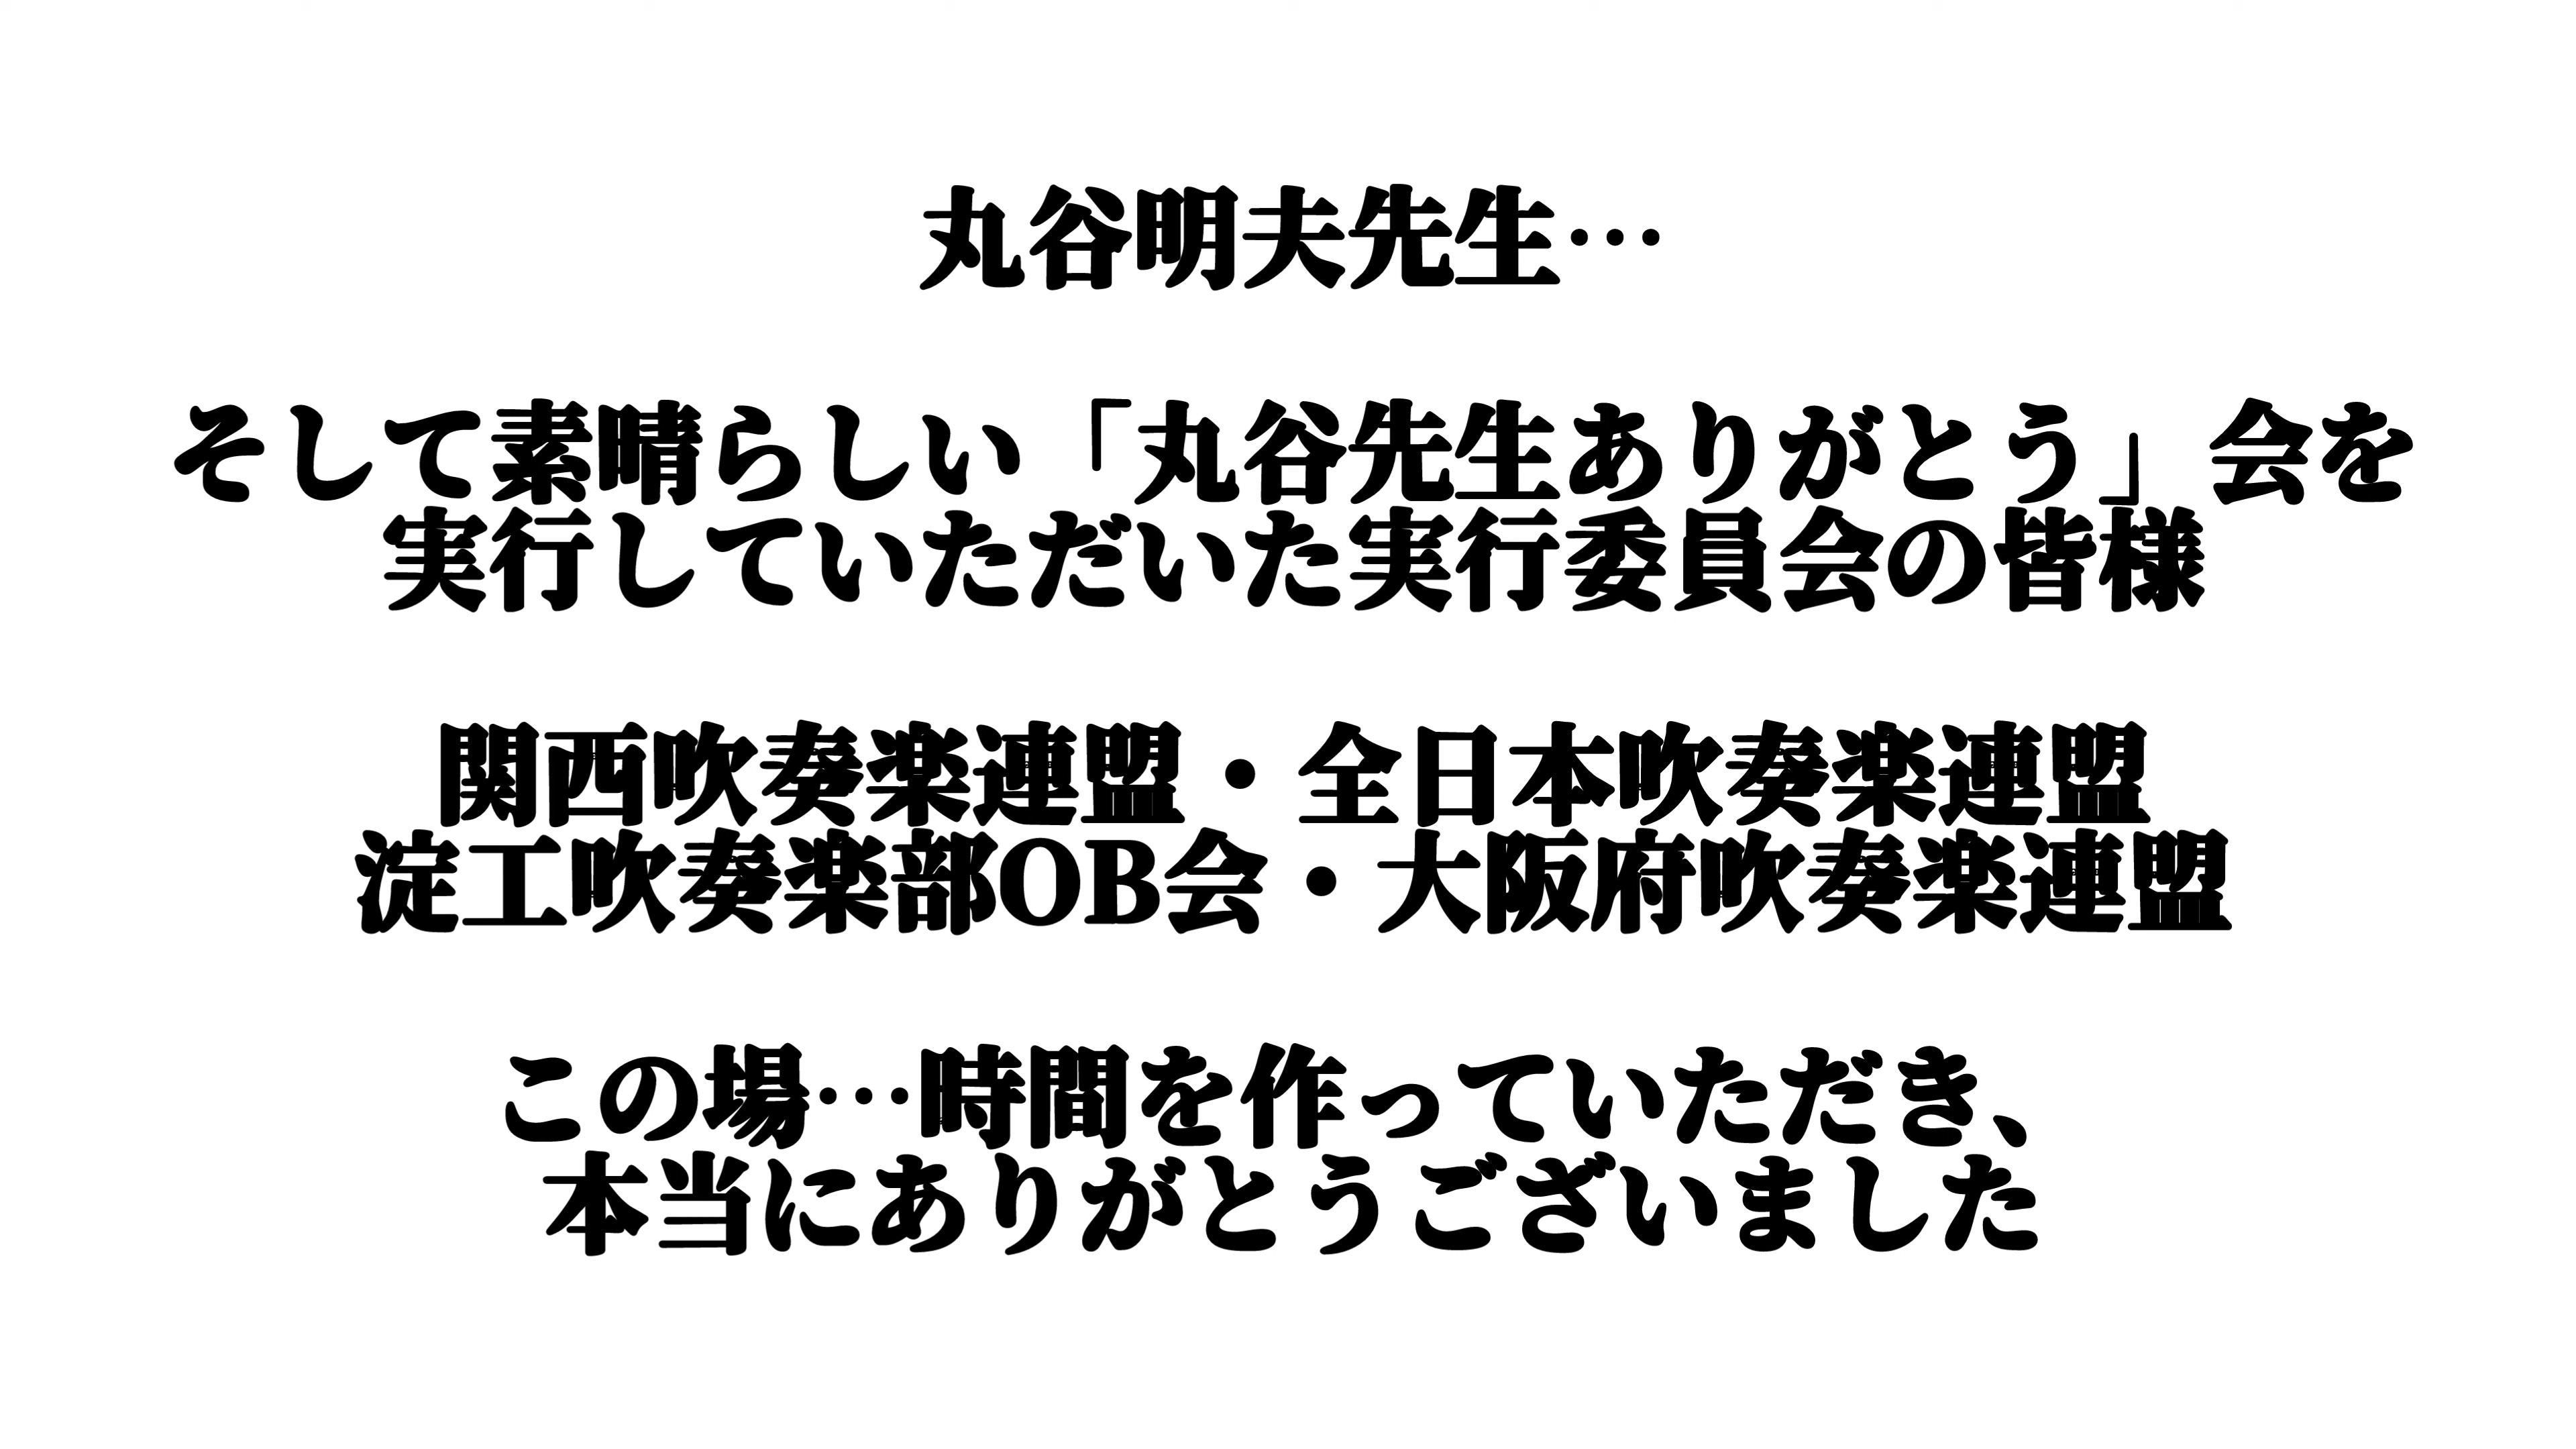 丸谷明夫先生…
そして素晴らしい「丸谷先生ありがとう」会を
実行していただいた実行委員会の皆様
関西吹奏楽連盟・全日本吹奏楽連盟
淀工吹奏楽部OB会・大阪府吹奏楽連盟
この場…時間を作っていただき、
本当にありがとうございました